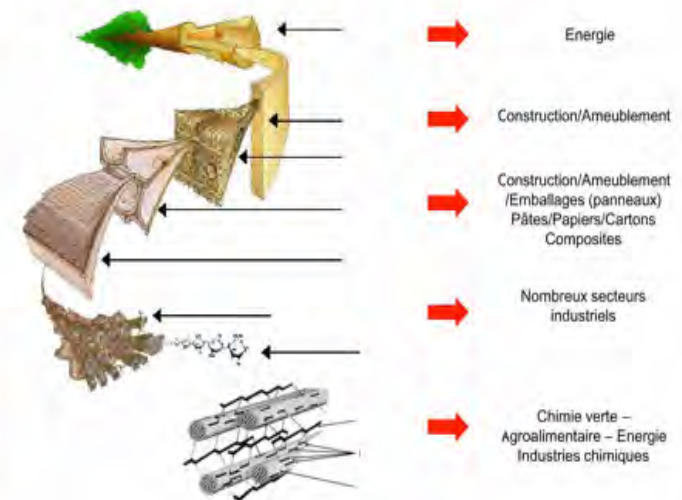 Energie
Construction/Ameublement
Construction/Ameublement
/Emballages (panneaux)
Pâtes/Papiers/Cartons
Composites
Nombreux secteurs
industriels
Chimie verte –
Agroalimentaire – Energie
Industries chimiques